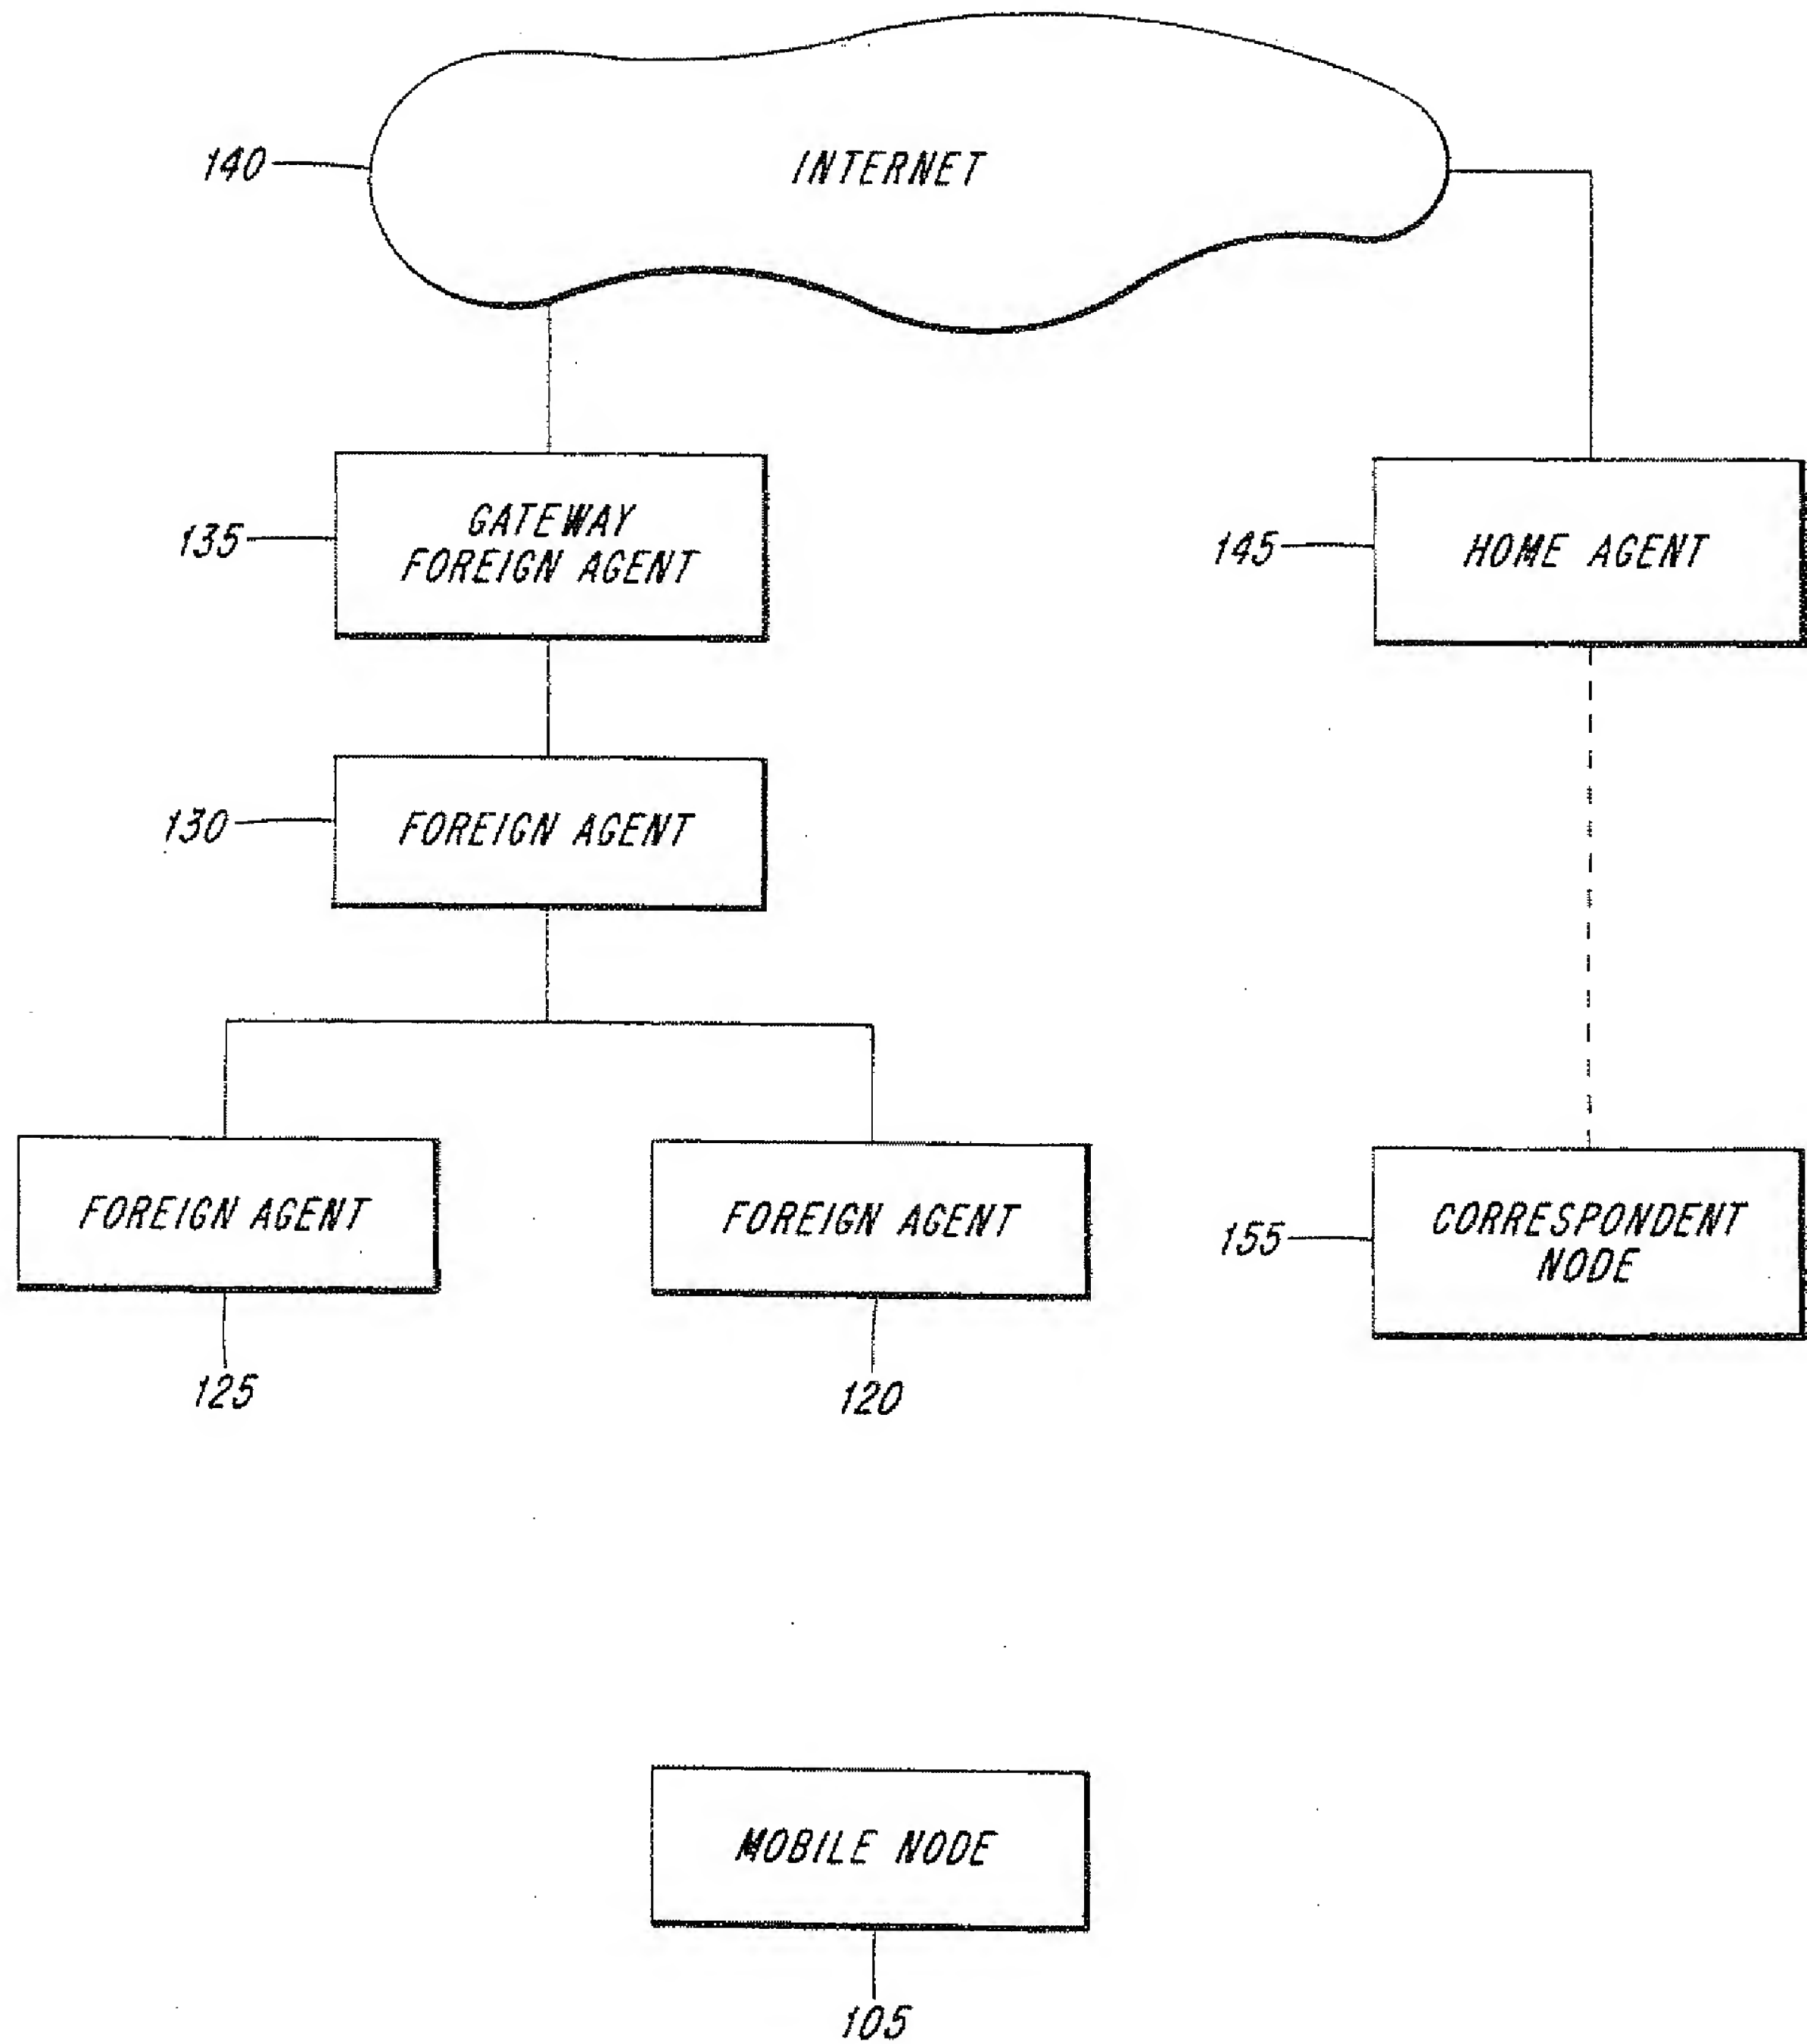 140
INTERNET
135
GATEWAY
FOREIGN AGENT
145
HOME AGENT
130
FOREIGN AGENT
FOREIGN AGENT
FOREIGN AGENT
155
CORRESPONDENT
NODE
125
120
MOBILE NODE
105